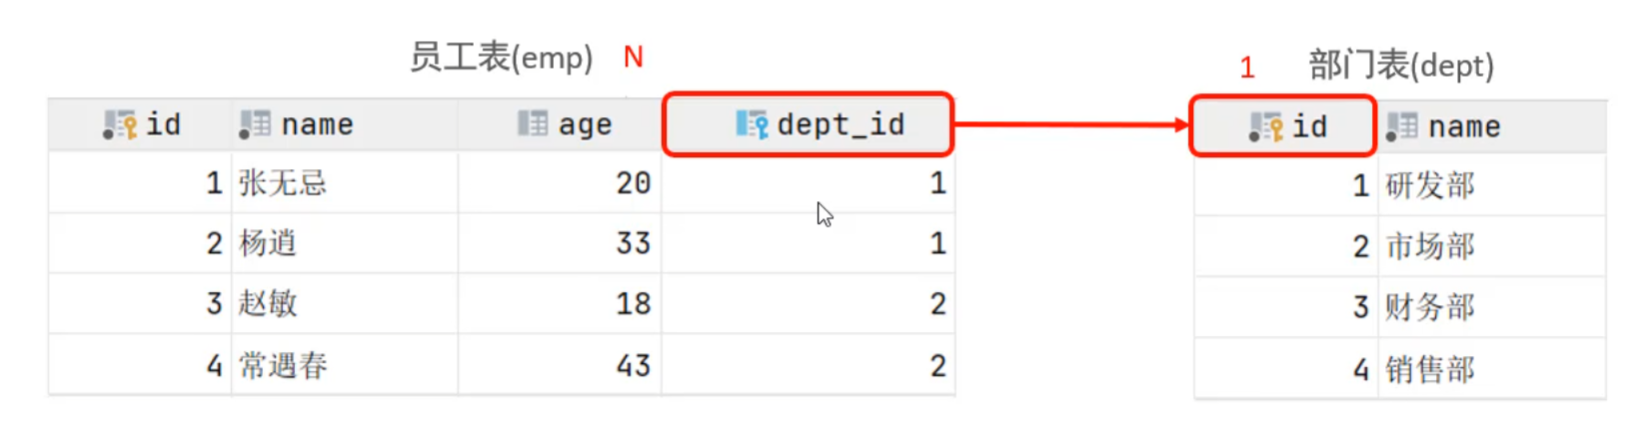 员工表(emp) N 1 部门表(dept)
id name age dept_id id name
1 张无忌 20 1 1 研发部
2 杨逍 33 1 2 市场部
3 赵敏 18 2 3 财务部
4 常遇春 43 2 4 销售部